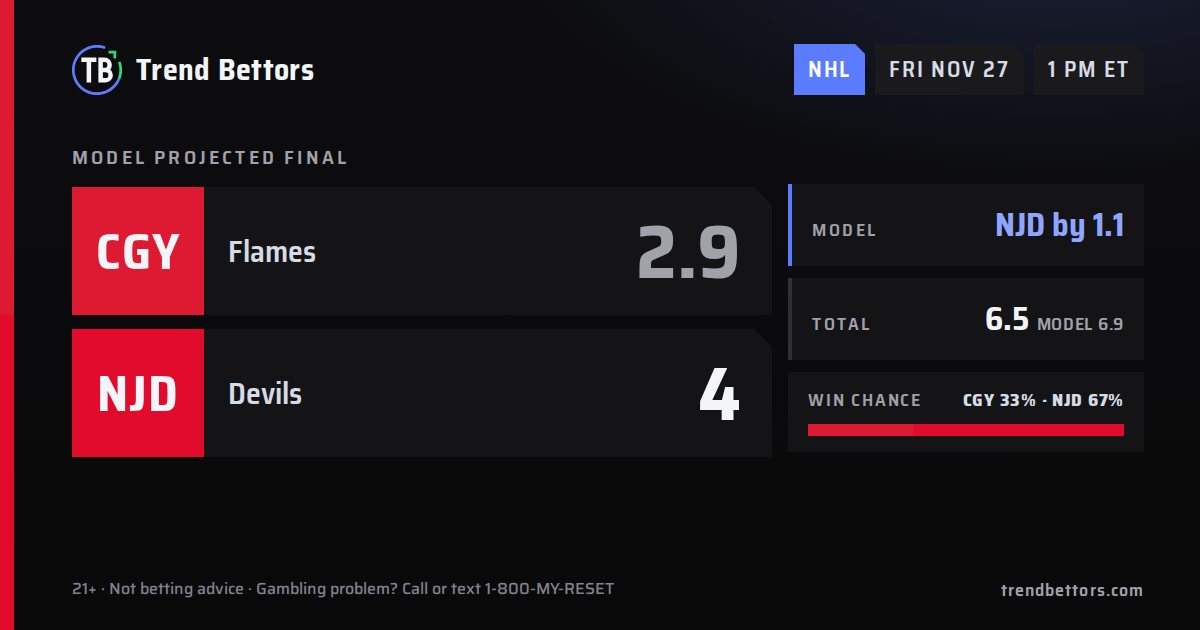 TB Trend Bettors
NHL FRI NOV 27 1 PM ET
MODEL PROJECTED FINAL
CGY Flames 2.9
NJD Devils 4
MODEL NJD by 1.1
TOTAL 6.5 MODEL 6.9
WIN CHANCE CGY 33% · NJD 67%
21+ · Not betting advice · Gambling problem? Call or text 1-800-MY-RESET
trendbettors.com